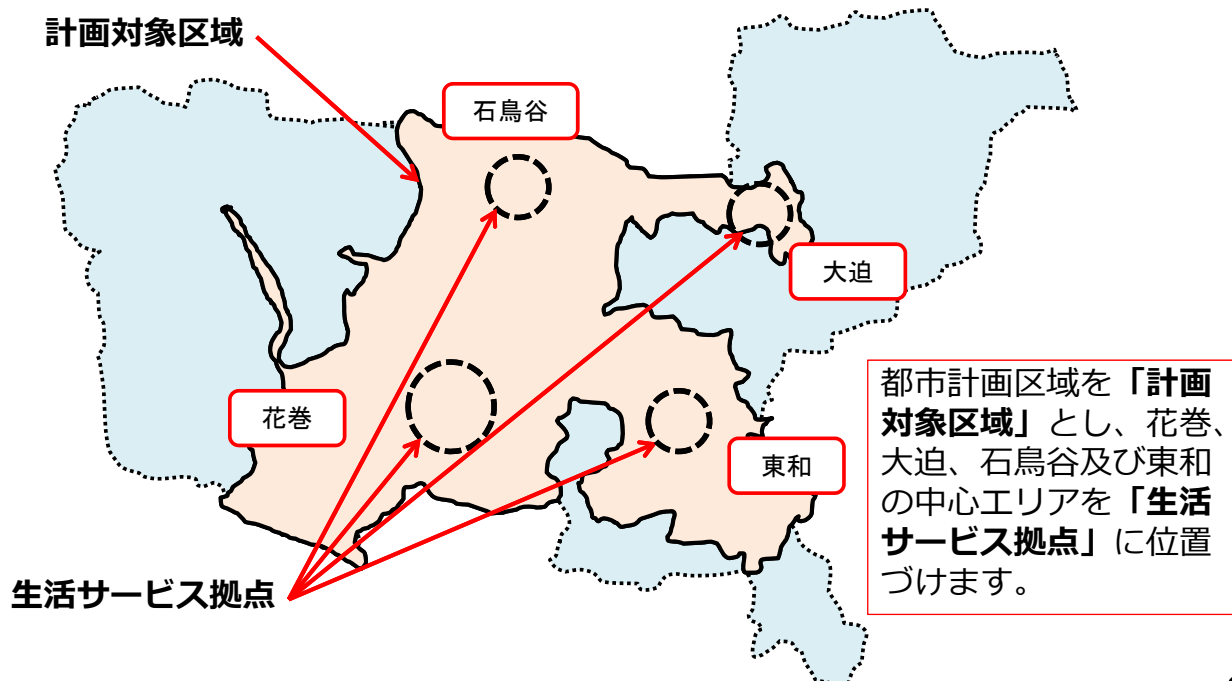 計画対象区域
石鳥谷
大迫
花巻
東和
生活サービス拠点
都市計画区域を「計画
対象区域」とし、花巻、
大迫、石鳥谷及び東和
の中心エリアを「生活
サービス拠点」に位置
づけます。